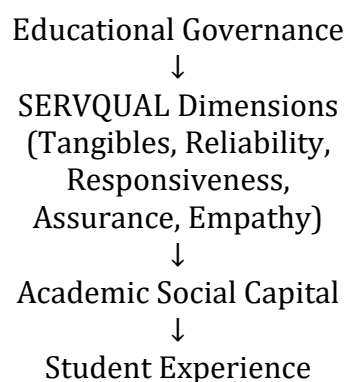 Educational Governance
↓
SERVQUAL Dimensions
(Tangibles, Reliability,
Responsiveness,
Assurance, Empathy)
↓
Academic Social Capital
↓
Student Experience